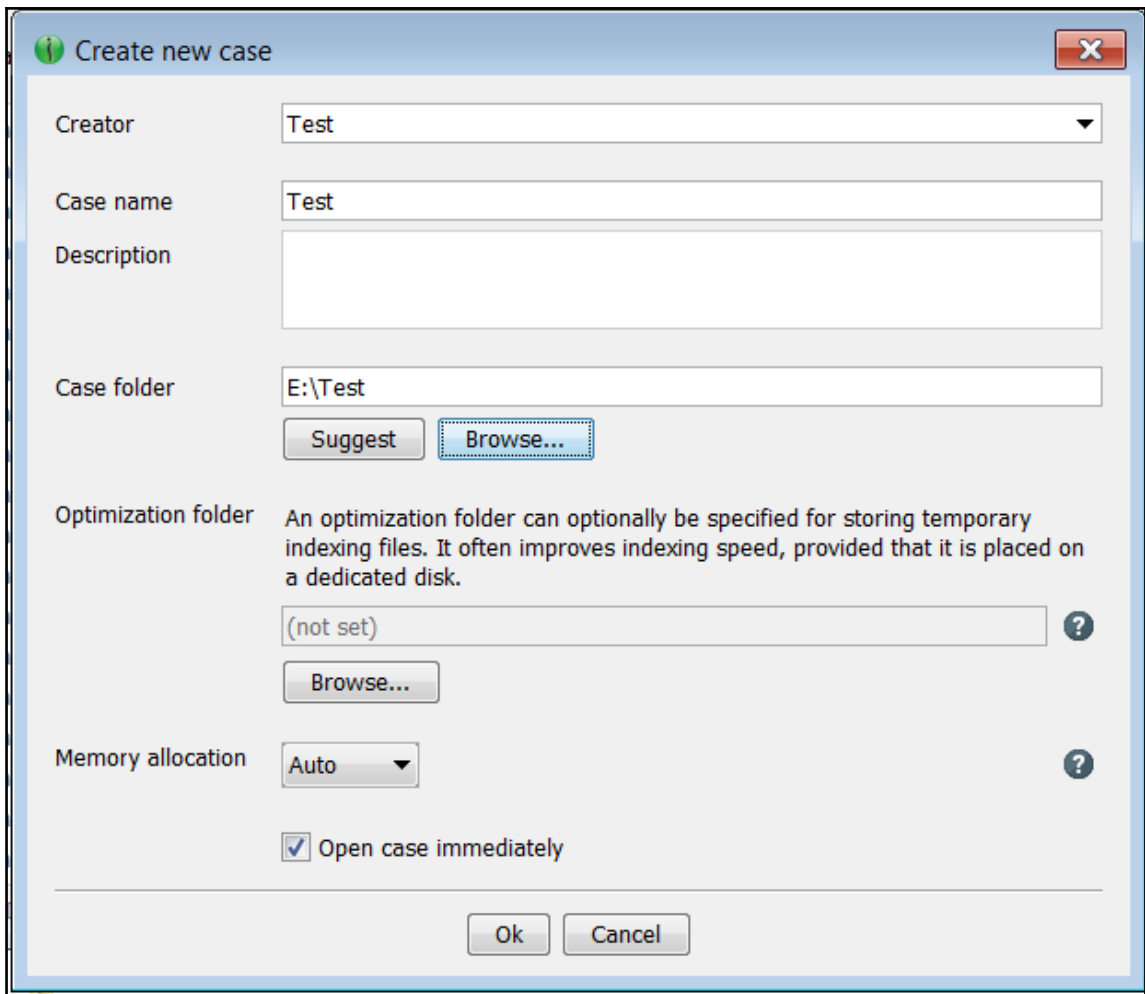 Create new case
Creator
Test
Case name
Test
Description
Case folder
E:\Test
Suggest
Browse...
Optimization folder
An optimization folder can optionally be specified for storing temporary
indexing files. It often improves indexing speed, provided that it is placed on
a dedicated disk.
(not set)
?
Browse...
Memory allocation
Auto
?
Open case immediately
Ok
Cancel